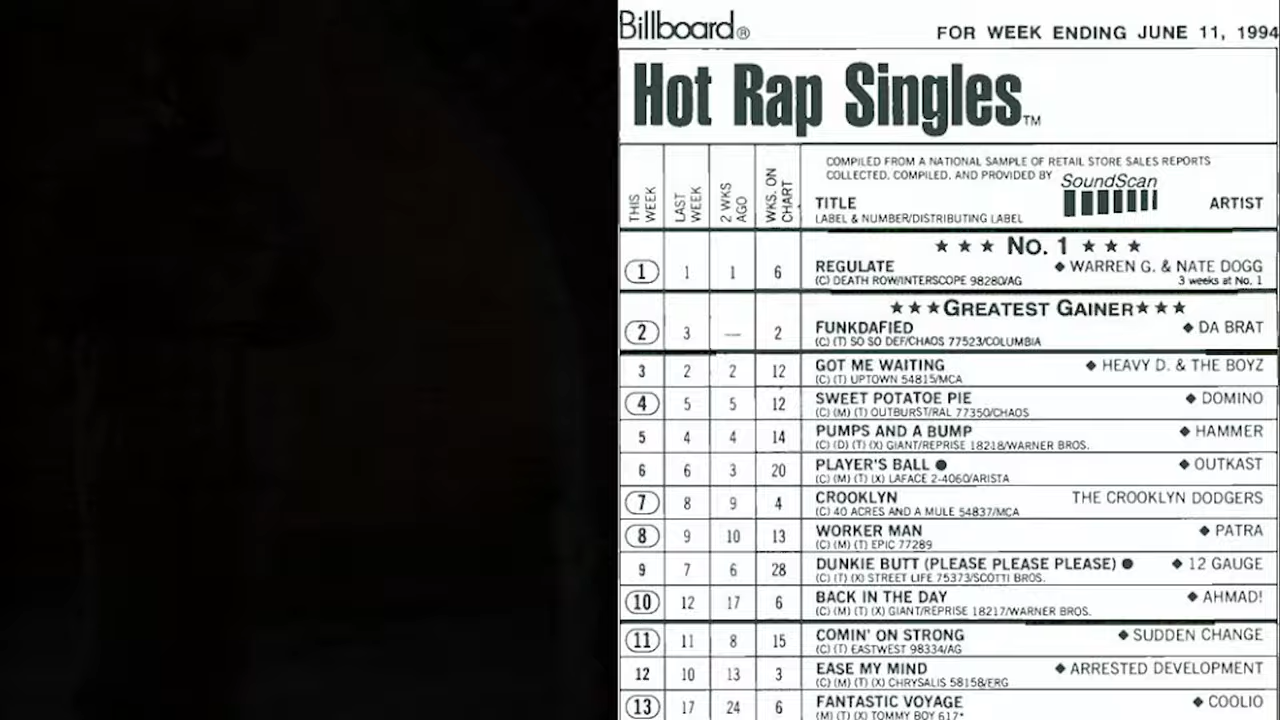 Billboard®
FOR WEEK ENDING JUNE 11, 1994
Hot Rap Singles™
THIS WEEK
LAST WEEK
2 WKS AGO
WKS. ON CHART
COMPILED FROM A NATIONAL SAMPLE OF RETAIL STORE SALES REPORTS
COLLECTED, COMPILED, AND PROVIDED BY SoundScan
TITLE ARTIST
LABEL & NUMBER/DISTRIBUTING LABEL
★ ★ ★ No. 1 ★ ★ ★
1 1 1 6 REGULATE ◆ WARREN G. & NATE DOGG
(C) DEATH ROW/INTERSCOPE 98280/AG 3 weeks at No. 1
★★★GREATEST GAINER★★★
2 3 — 2 FUNKDAFIED ◆ DA BRAT
(C) (T) SO SO DEF/CHAOS 77523/COLUMBIA
3 2 2 12 GOT ME WAITING ◆ HEAVY D. & THE BOYZ
(C) (T) UPTOWN 54815/MCA
4 5 5 12 SWEET POTATOE PIE ◆ DOMINO
(C) (M) (T) OUTBURST/RAL 77350/CHAOS
5 4 4 14 PUMPS AND A BUMP ◆ HAMMER
(C) (D) (T) (X) GIANT/REPRISE 18218/WARNER BROS.
6 6 3 20 PLAYER'S BALL ● ◆ OUTKAST
(C) (M) (T) (X) LAFACE 2-4060/ARISTA
7 8 9 4 CROOKLYN THE CROOKLYN DODGERS
(C) 40 ACRES AND A MULE 54837/MCA
8 9 10 13 WORKER MAN ◆ PATRA
(C) (M) (T) EPIC 77289
9 7 6 28 DUNKIE BUTT (PLEASE PLEASE PLEASE) ● ◆ 12 GAUGE
(C) (T) (X) STREET LIFE 75373/SCOTTI BROS.
10 12 17 6 BACK IN THE DAY ◆ AHMAD!
(C) (M) (T) (X) GIANT/REPRISE 18217/WARNER BROS.
11 11 8 15 COMIN' ON STRONG ◆ SUDDEN CHANGE
(C) (T) EASTWEST 98334/AG
12 10 13 3 EASE MY MIND ◆ ARRESTED DEVELOPMENT
(C) (M) (T) (X) CHRYSALIS 58158/ERG
13 17 24 6 FANTASTIC VOYAGE ◆ COOLIO
(M) (T) (X) TOMMY BOY 617*